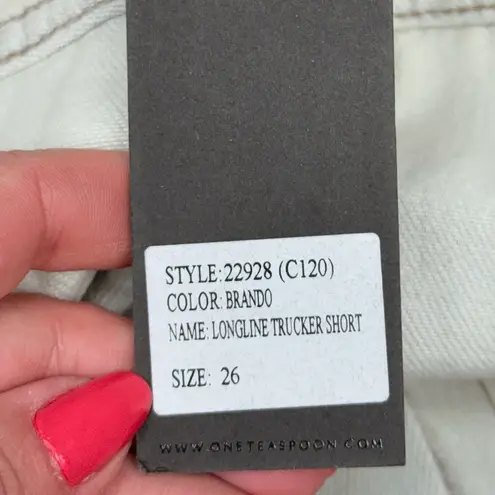 STYLE: 22928 (C120)
COLOR: BRANDO
NAME: LONGLINE TRUCKER SHORT
SIZE: 26
WWW.ONETEASPOON.COM